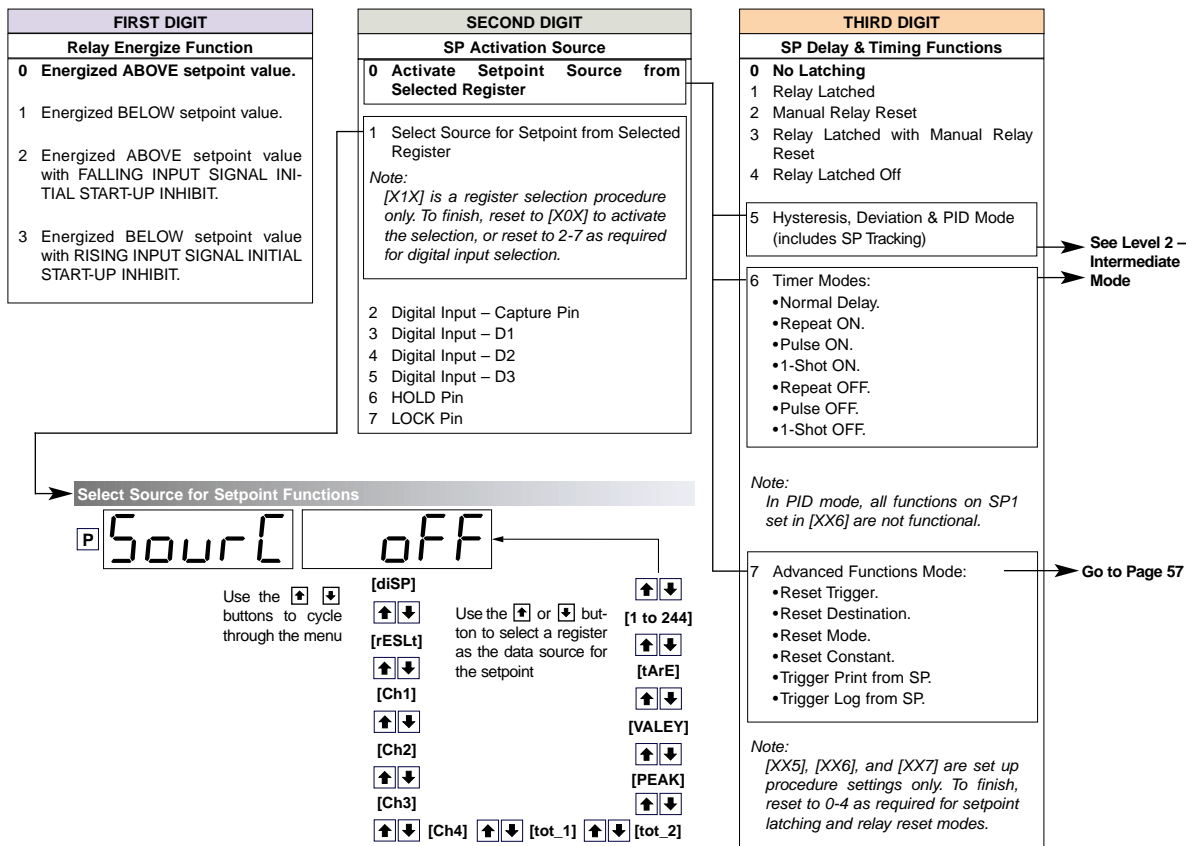 FIRST DIGIT
Relay Energize Function
0 Energized ABOVE setpoint value.
1 Energized BELOW setpoint value.
2 Energized ABOVE setpoint value
with FALLING INPUT SIGNAL INI-
TIAL START-UP INHIBIT.
3 Energized BELOW setpoint value
with RISING INPUT SIGNAL INITIAL
START-UP INHIBIT.
SECOND DIGIT
SP Activation Source
0 Activate Setpoint Source from
Selected Register
1 Select Source for Setpoint from Selected
Register
Note:
[X1X] is a register selection procedure
only. To finish, reset to [X0X] to activate
the selection, or reset to 2-7 as required
for digital input selection.
2 Digital Input – Capture Pin
3 Digital Input – D1
4 Digital Input – D2
5 Digital Input – D3
6 HOLD Pin
7 LOCK Pin
THIRD DIGIT
SP Delay & Timing Functions
0 No Latching
1 Relay Latched
2 Manual Relay Reset
3 Relay Latched with Manual Relay
Reset
4 Relay Latched Off
5 Hysteresis, Deviation & PID Mode
(includes SP Tracking)
See Level 2 –
Intermediate
Mode
6 Timer Modes:
•Normal Delay.
•Repeat ON.
•Pulse ON.
•1-Shot ON.
•Repeat OFF.
•Pulse OFF.
•1-Shot OFF.
Note:
In PID mode, all functions on SP1
set in [XX6] are not functional.
7 Advanced Functions Mode:
•Reset Trigger.
•Reset Destination.
•Reset Mode.
•Reset Constant.
•Trigger Print from SP.
•Trigger Log from SP.
Go to Page 57
Note:
[XX5], [XX6], and [XX7] are set up
procedure settings only. To finish,
reset to 0-4 as required for setpoint
latching and relay reset modes.
Select Source for Setpoint Functions
P SourC oFF
Use the
buttons to cycle
through the menu
[diSP]
[rESLt]
[Ch1]
[Ch2]
[Ch3]
[Ch4] [tot_1] [tot_2]
Use the or but-
ton to select a register
as the data source for
the setpoint
[1 to 244]
[tArE]
[VALEY]
[PEAK]